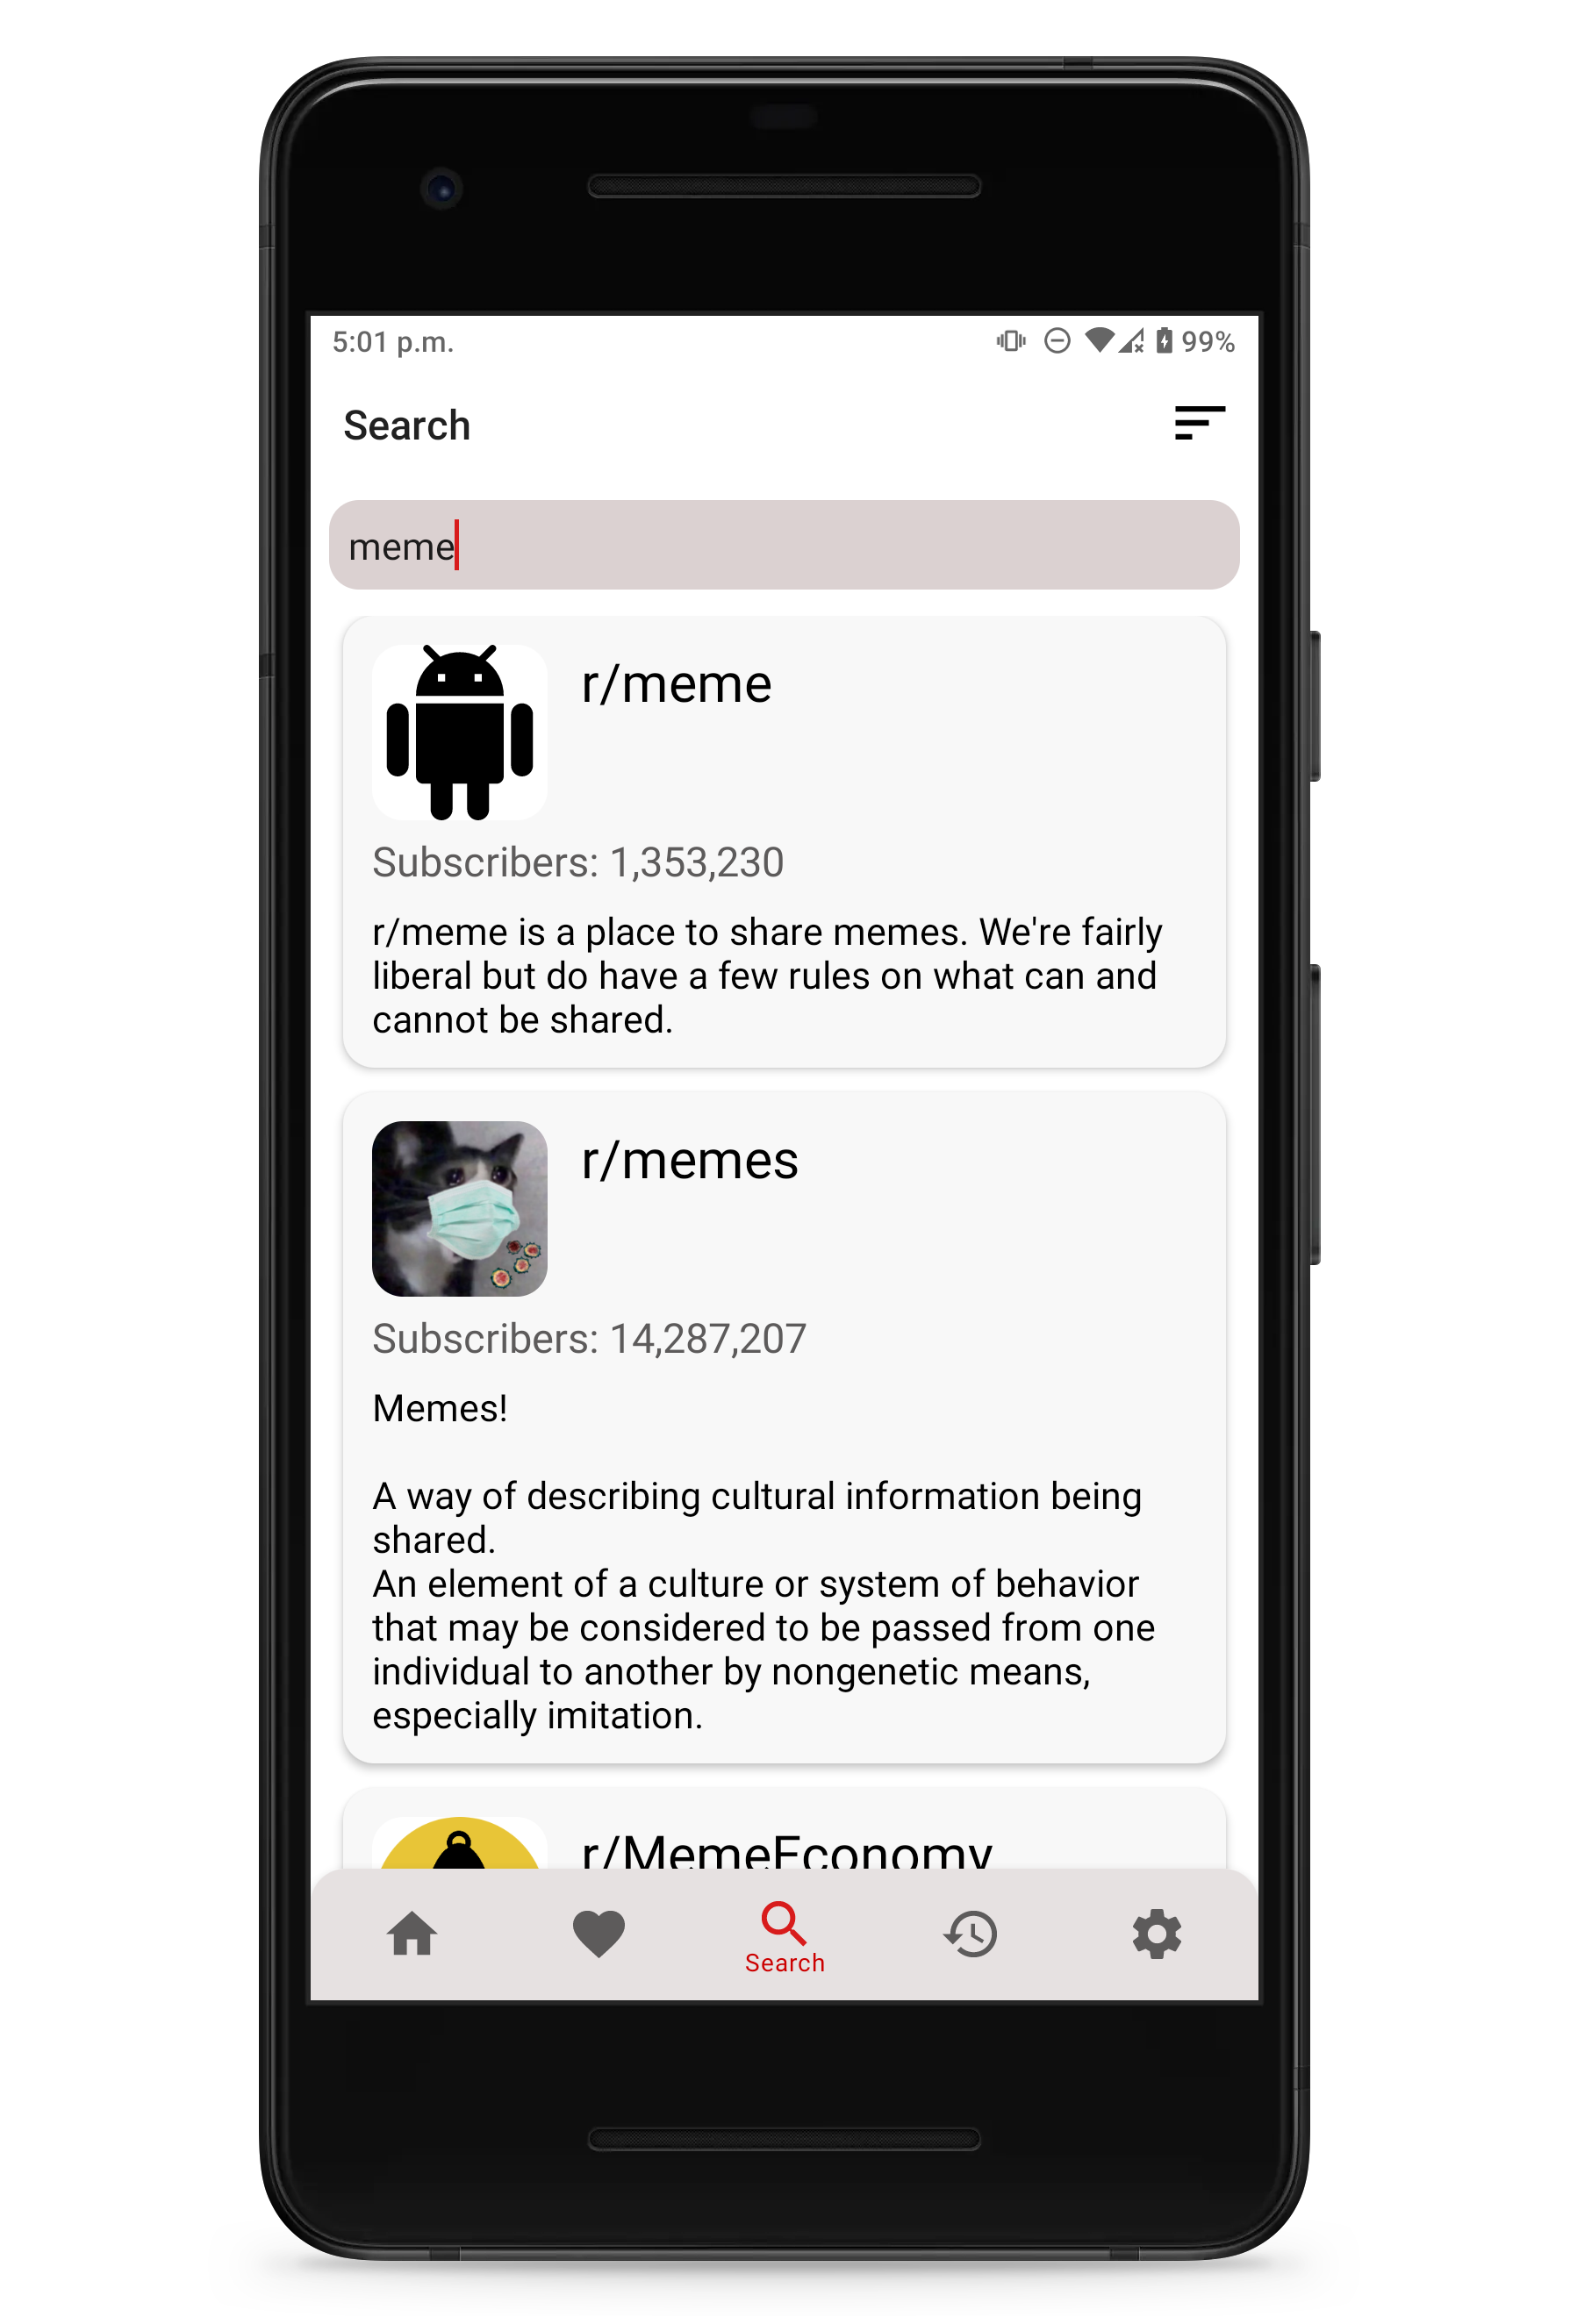 5:01 p.m. 99%
Search
meme
r/meme
Subscribers: 1,353,230
r/meme is a place to share memes. We're fairly
liberal but do have a few rules on what can and
cannot be shared.
r/memes
Subscribers: 14,287,207
Memes!
A way of describing cultural information being
shared.
An element of a culture or system of behavior
that may be considered to be passed from one
individual to another by nongenetic means,
especially imitation.
r/MemeEconomy
Search